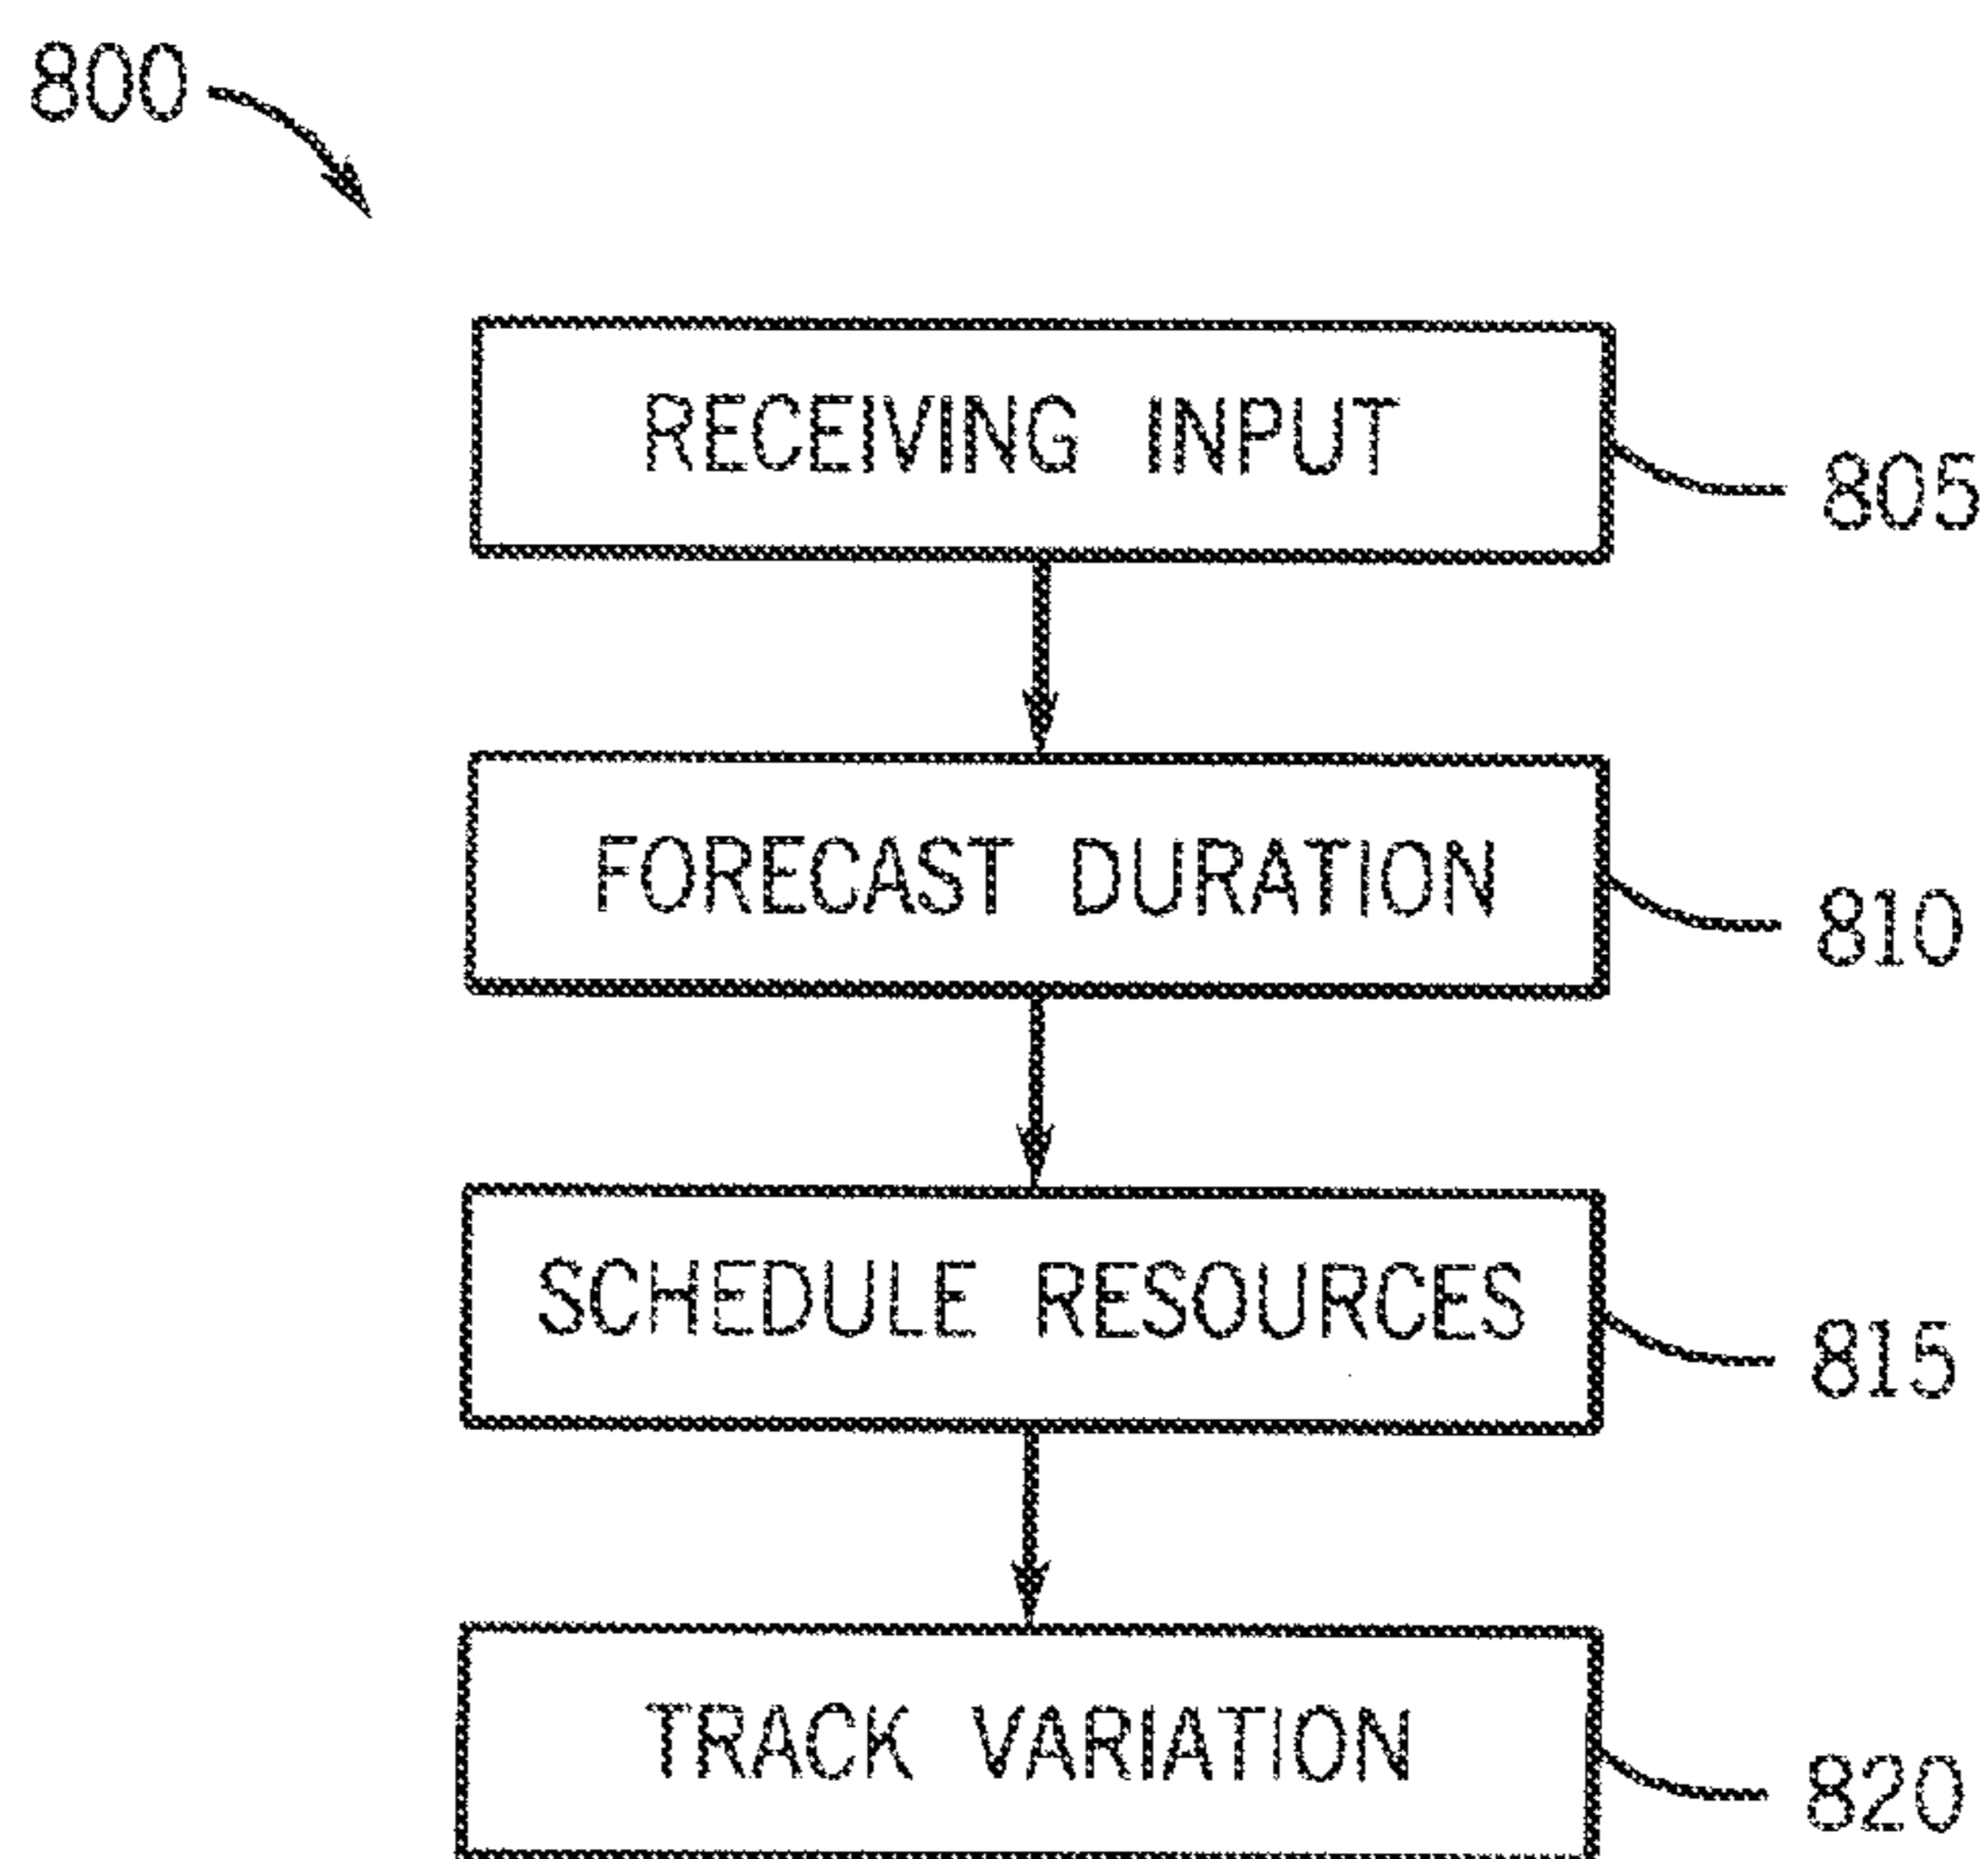 800
RECEIVING INPUT
805
FORECAST DURATION
810
SCHEDULE RESOURCES
815
TRACK VARIATION
820